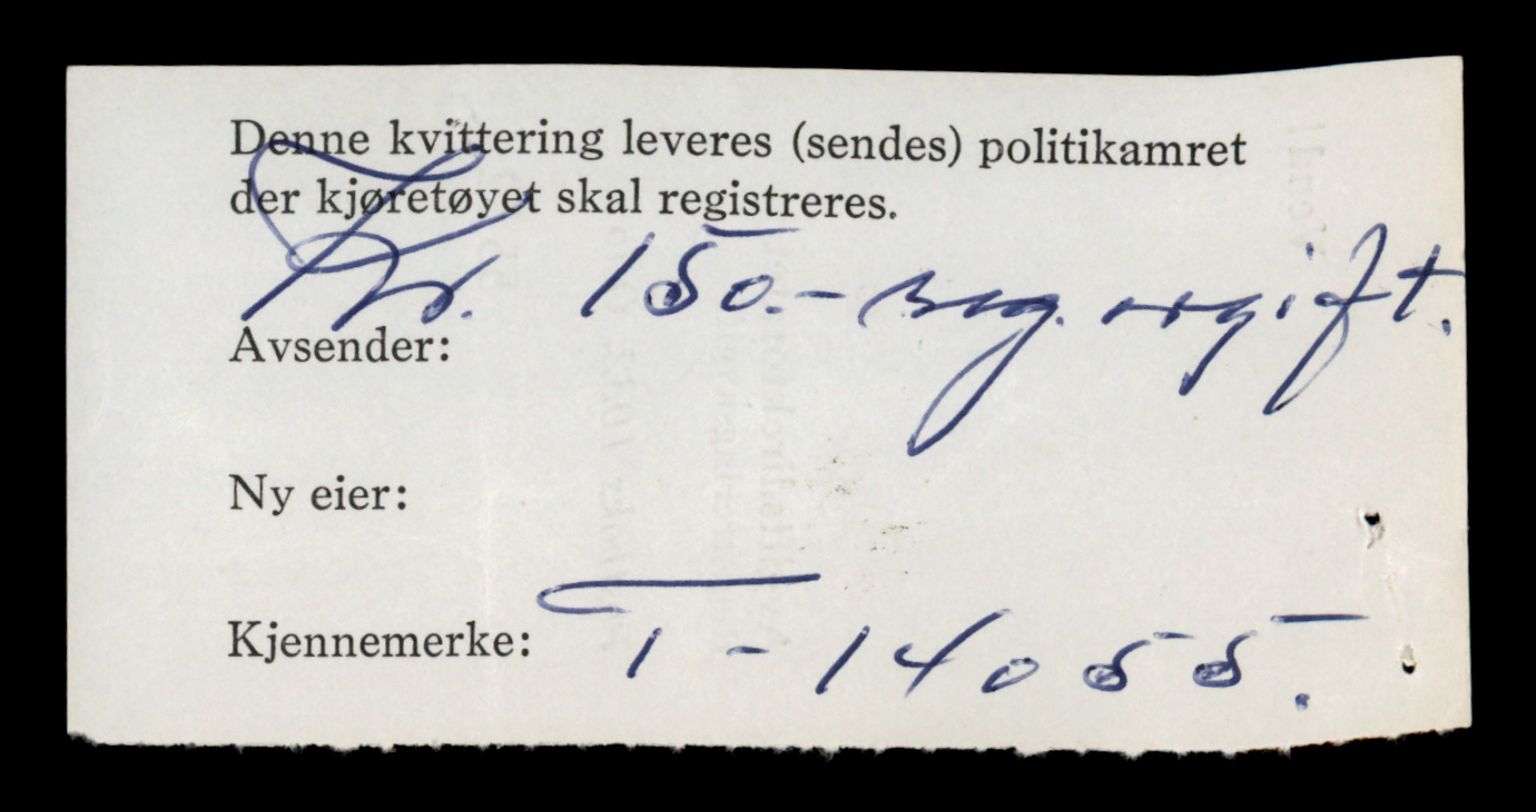 Denne kvittering leveres (sendes) politikamret
der kjøretøyet skal registreres.
Kr. 150.- reg. avgift.
Avsender:
Ny eier:
Kjennemerke: T - 14055.